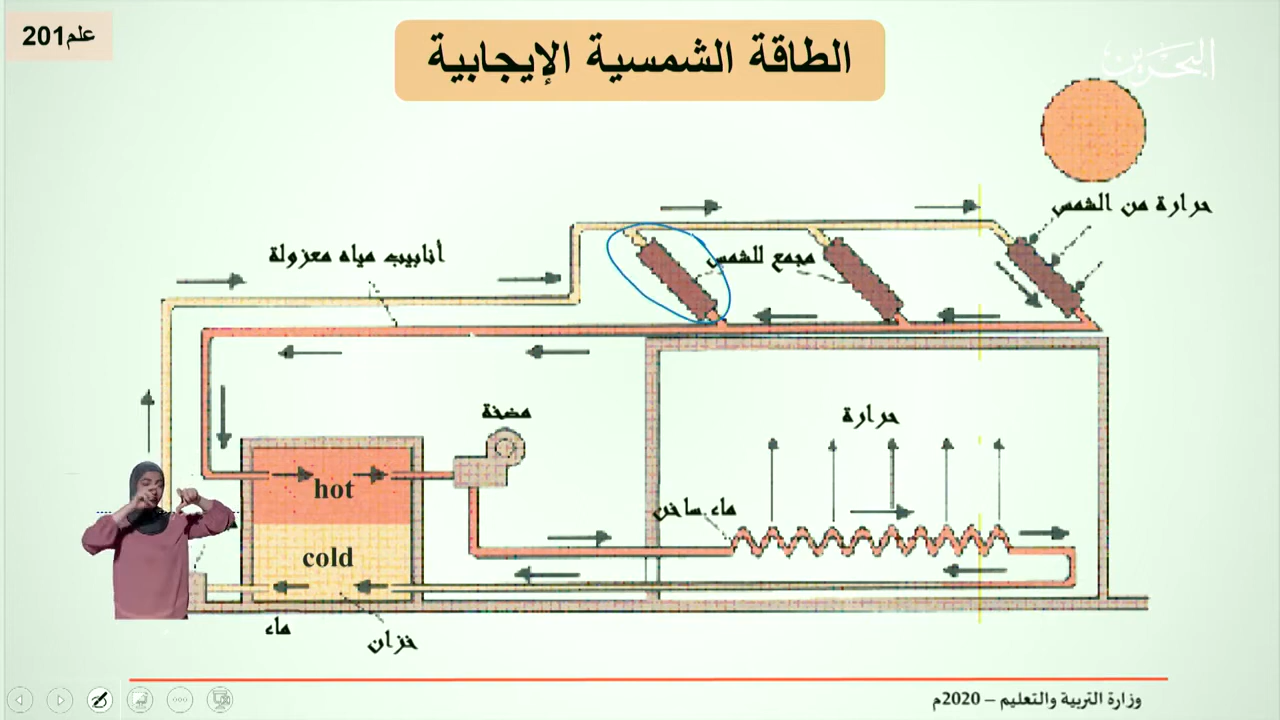 علم201
الطاقة الشمسية الإيجابية
البحرين
حرارة من الشمس
أنابيب مياه معزولة
مجمع للشمس
حرارة
مضخة
hot
ماء ساخن
cold
ماء
خزان
وزارة التربية والتعليم – 2020م